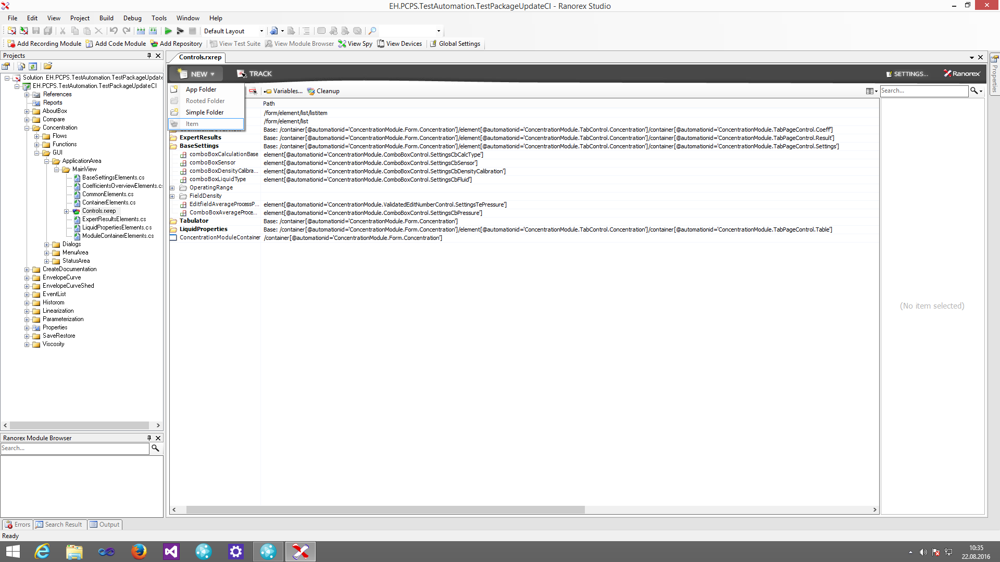 EH.PCPS.TestAutomation.TestPackageUpdateCI - Ranorex Studio
File Edit View Project Build Debug Tools Window Help
Default Layout
Add Recording Module Add Code Module Add Repository View Test Suite View Module Browser View Spy View Devices Global Settings
Projects
Solution EH.PCPS.TestAutomation.TestPackageUpdate
EH.PCPS.TestAutomation.TestPackageUpdateCI
References
Reports
AboutBox
Compare
Concentration
Flows
Functions
GUI
ApplicationArea
MainView
BaseSettingsElements.cs
CoefficientsOverviewElements.c
CommonElements.cs
ContainerElements.cs
Controls.rxrep
ExpertResultsElements.cs
LiquidPropertiesElements.cs
ModuleContainerElements.cs
Dialogs
MenuArea
StatusArea
CreateDocumentation
EnvelopeCurve
EnvelopeCurveShed
EventList
Historom
Linearization
Parameterization
Properties
SaveRestore
Viscosity
Ranorex Module Browser
Search...
Controls.rxrep
NEW TRACK SETTINGS... Ranorex
App Folder
Rooted Folder
Simple Folder
Item
Variables... Cleanup
Search...
Path
/form/element/list/listitem
/form/element/list
Base: /container[@automationid='ConcentrationModule.Form.Concentration']/element[@automationid='ConcentrationModule.TabControl.Concentration']/container[@automationid='ConcentrationModule.TabPageControl.Coeff']
ExpertResults Base: /container[@automationid='ConcentrationModule.Form.Concentration']/element[@automationid='ConcentrationModule.TabControl.Concentration']/container[@automationid='ConcentrationModule.TabPageControl.Result']
BaseSettings Base: /container[@automationid='ConcentrationModule.Form.Concentration']/element[@automationid='ConcentrationModule.TabControl.Concentration']/container[@automationid='ConcentrationModule.TabPageControl.Settings']
comboBoxCalculationBase element[@automationid='ConcentrationModule.ComboBoxControl.SettingsCbCalcType']
comboBoxSensor element[@automationid='ConcentrationModule.ComboBoxControl.SettingsCbSensor']
comboBoxDensityCalibra... element[@automationid='ConcentrationModule.ComboBoxControl.SettingsCbDensityCalibration']
comboBoxLiquidType element[@automationid='ConcentrationModule.ComboBoxControl.SettingsCbFluid']
OperatingRange
FieldDensity
EditfieldAverageProcessP... element[@automationid='ConcentrationModule.ValidatedEditNumberControl.SettingsTePressure']
ComboBoxAverageProce... element[@automationid='ConcentrationModule.ComboBoxControl.SettingsCbPressure']
Tabulator Base: /container[@automationid='ConcentrationModule.Form.Concentration']
LiquidProperties Base: /container[@automationid='ConcentrationModule.Form.Concentration']/element[@automationid='ConcentrationModule.TabControl.Concentration']/container[@automationid='ConcentrationModule.TabPageControl.Table']
ConcentrationModuleContainer /container[@automationid='ConcentrationModule.Form.Concentration']
(No item selected)
Properties
Errors Search Result Output
Ready
10:35
22.08.2016